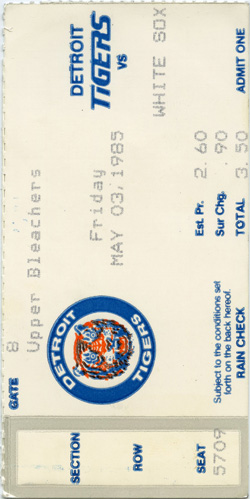 DETROIT
TIGERS
VS
WHITE SOX
Friday
MAY 03, 1985
GATE 8
Upper Bleachers
DETROIT TIGERS
Est. Pr. 2.60
Sur Chg. .90
Total 3.50
ADMIT ONE
Subject to the conditions set
forth on the back hereof.
RAIN CHECK
SECTION
ROW
SEAT 5709